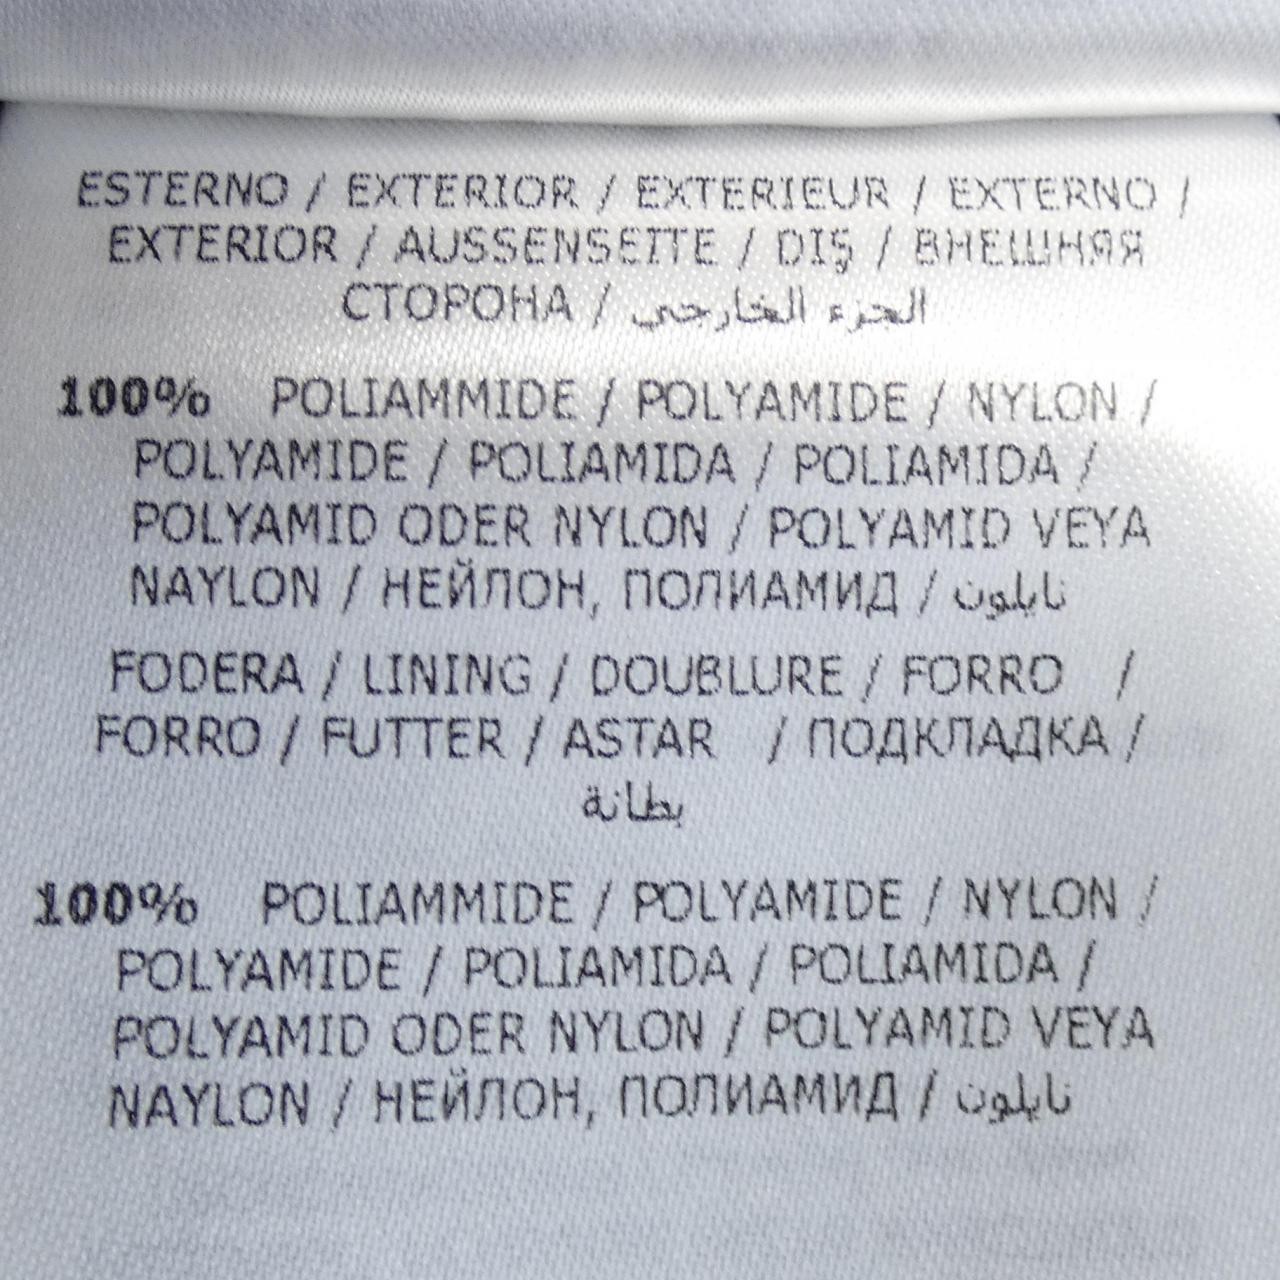 ESTERNO / EXTERIOR / EXTERIEUR / EXTERNO /
EXTERIOR / AUSSENSEITE / DIŞ / ВНЕШНЯЯ
СТОРОНА / الجزء الخارجي
100% POLIAMMIDE / POLYAMIDE / NYLON /
POLYAMIDE / POLIAMIDA / POLIAMIDA /
POLYAMID ODER NYLON / POLYAMID VEYA
NAYLON / НЕЙЛОН, ПОЛИАМИД / نايلون
FODERA / LINING / DOUBLURE / FORRO /
FORRO / FUTTER / ASTAR / ПОДКЛАДКА /
بطانة
100% POLIAMMIDE / POLYAMIDE / NYLON /
POLYAMIDE / POLIAMIDA / POLIAMIDA /
POLYAMID ODER NYLON / POLYAMID VEYA
NAYLON / НЕЙЛОН, ПОЛИАМИД / نايلون